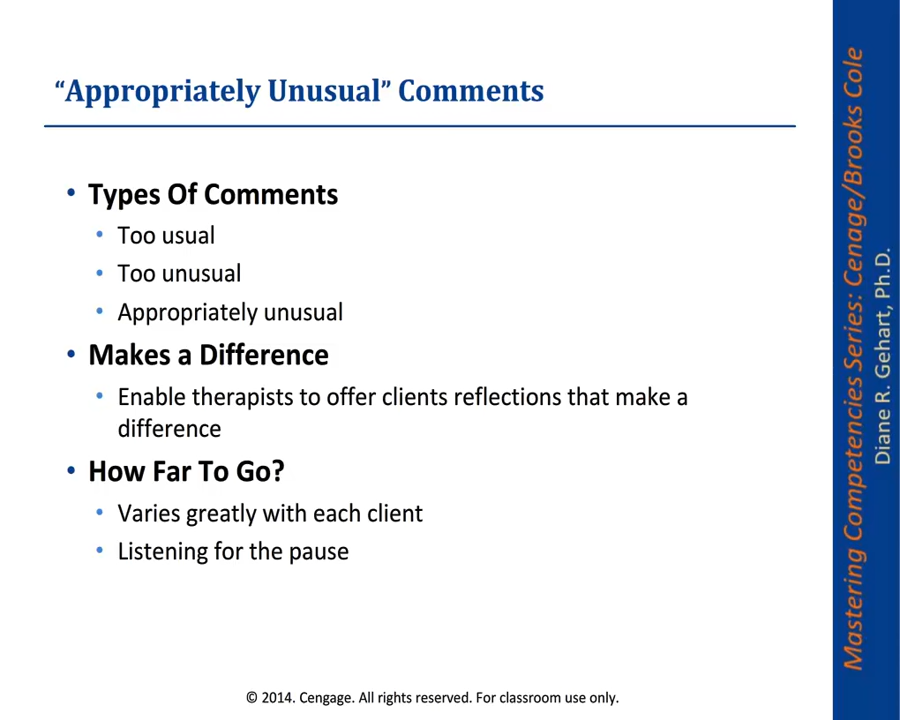 “Appropriately Unusual” Comments
• Types Of Comments
• Too usual
• Too unusual
• Appropriately unusual
• Makes a Difference
• Enable therapists to offer clients reflections that make a
difference
• How Far To Go?
• Varies greatly with each client
• Listening for the pause
© 2014. Cengage. All rights reserved. For classroom use only.
Mastering Competencies Series: Cenage/Brooks Cole
Diane R. Gehart, Ph.D.